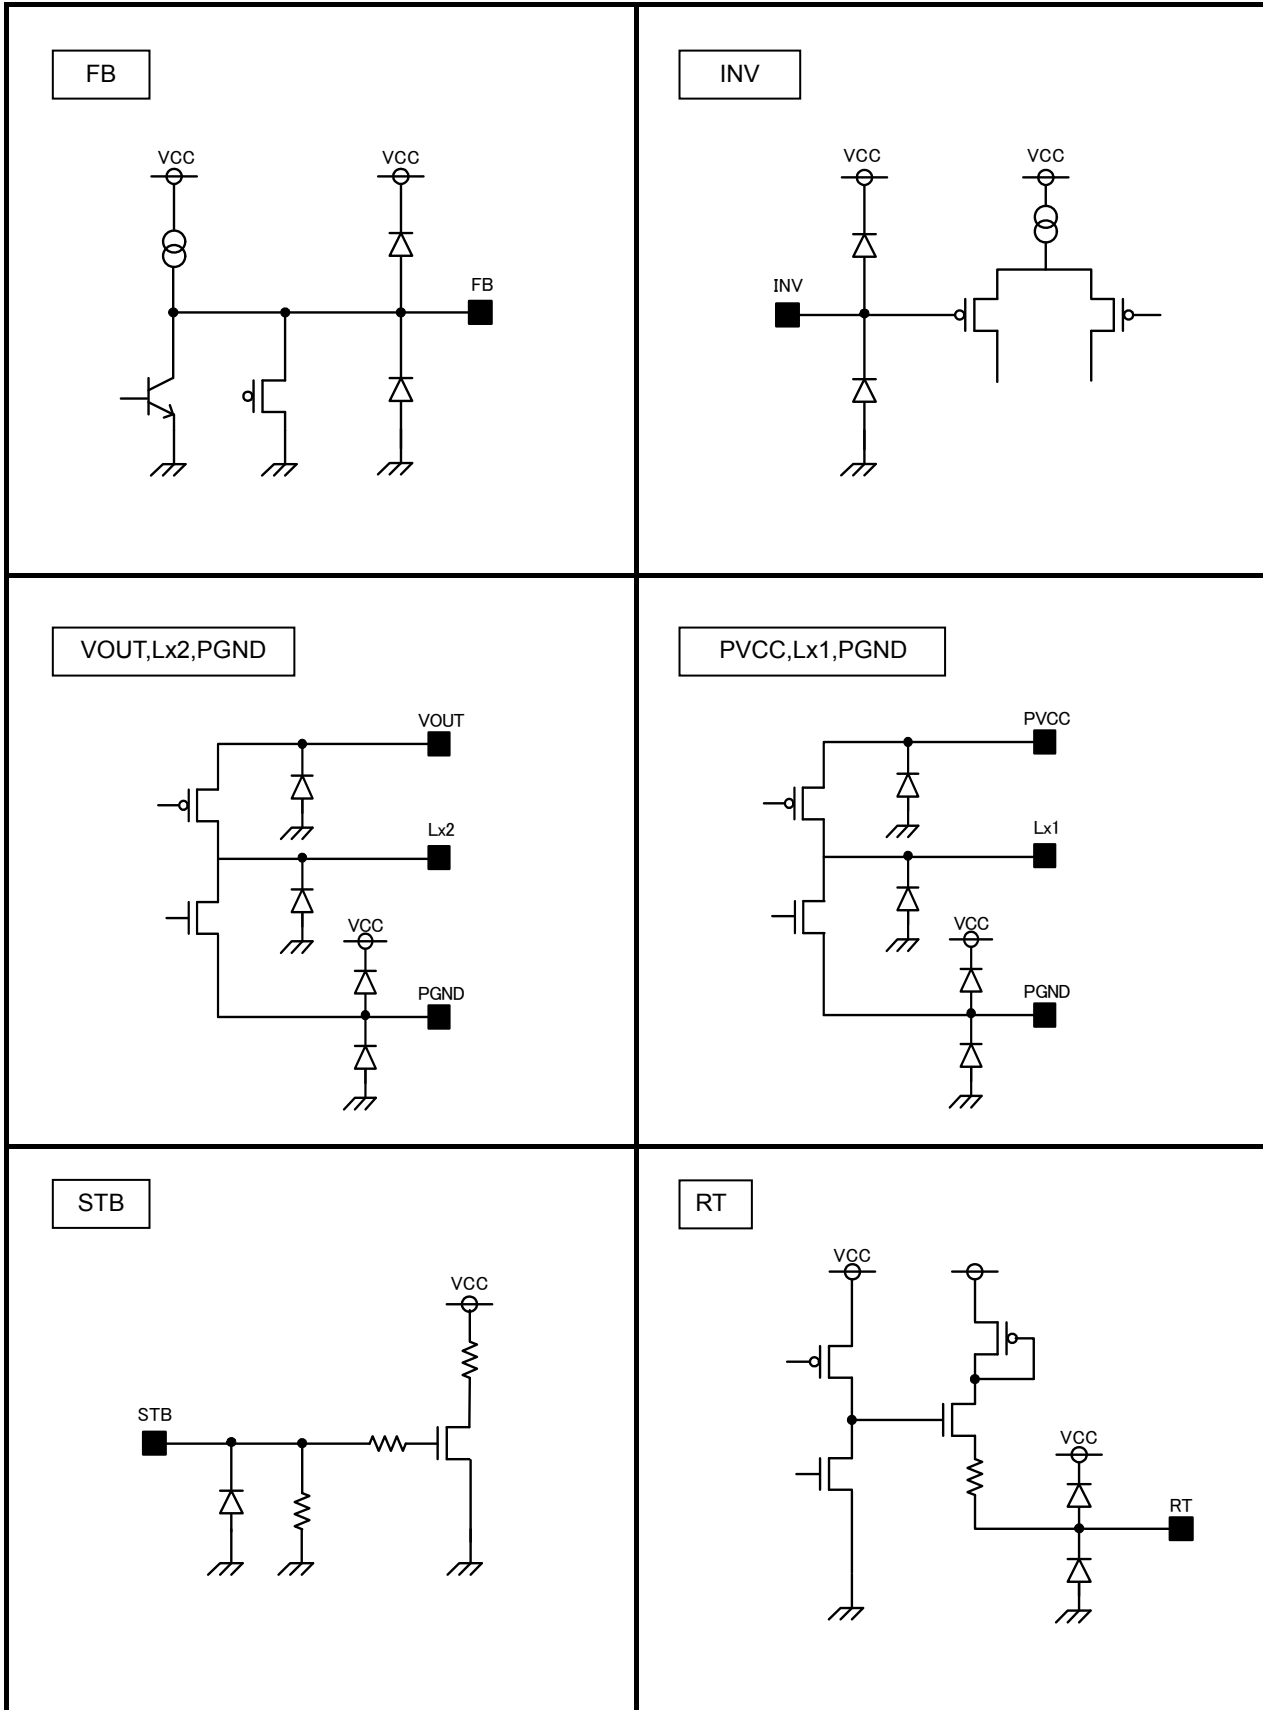 FB
VCC
VCC
FB
INV
VCC
VCC
INV
VOUT,Lx2,PGND
VOUT
Lx2
VCC
PGND
PVCC,Lx1,PGND
PVCC
Lx1
VCC
PGND
STB
VCC
STB
RT
VCC
VCC
RT